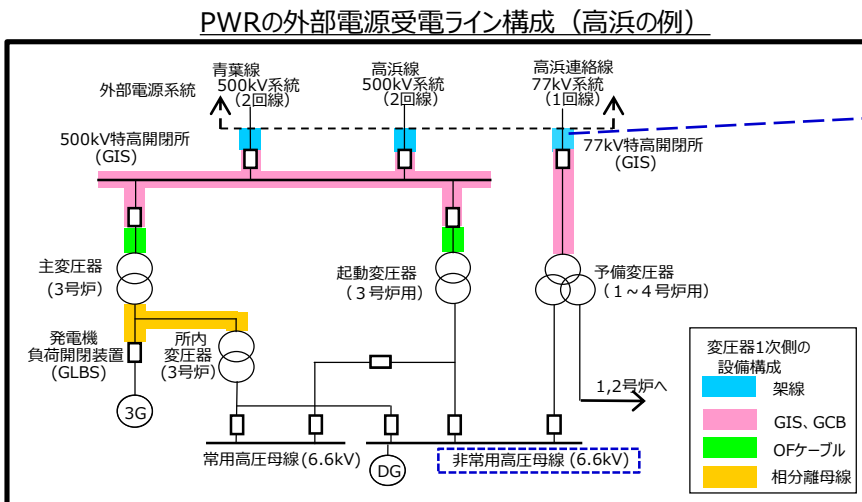 PWRの外部電源受電ライン構成（高浜の例）
外部電源系統
青葉線
500kV系統
(2回線)
高浜線
500kV系統
(2回線)
高浜連絡線
77kV系統
(1回線)
500kV特高開閉所
(GIS)
77kV特高開閉所
(GIS)
主変圧器
(3号炉)
起動変圧器
(３号炉用)
予備変圧器
(１～４号炉用)
発電機
負荷開閉装置
(GLBS)
所内
変圧器
(3号炉)
3G
1,2号炉へ
常用高圧母線 (6.6kV)
DG
非常用高圧母線 (6.6kV)
変圧器1次側の
設備構成
架線
GIS、GCB
OFケーブル
相分離母線